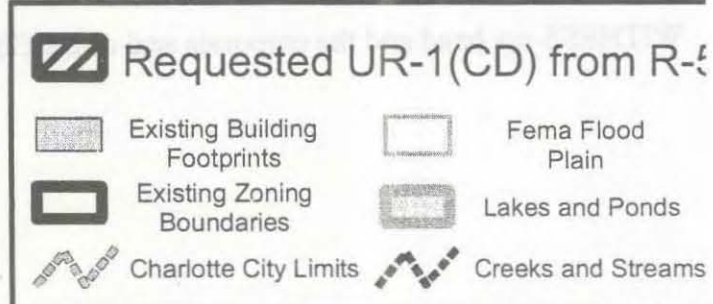 Requested UR-1(CD) from R-5
Existing Building
Footprints
Fema Flood
Plain
Existing Zoning
Boundaries
Lakes and Ponds
Charlotte City Limits
Creeks and Streams